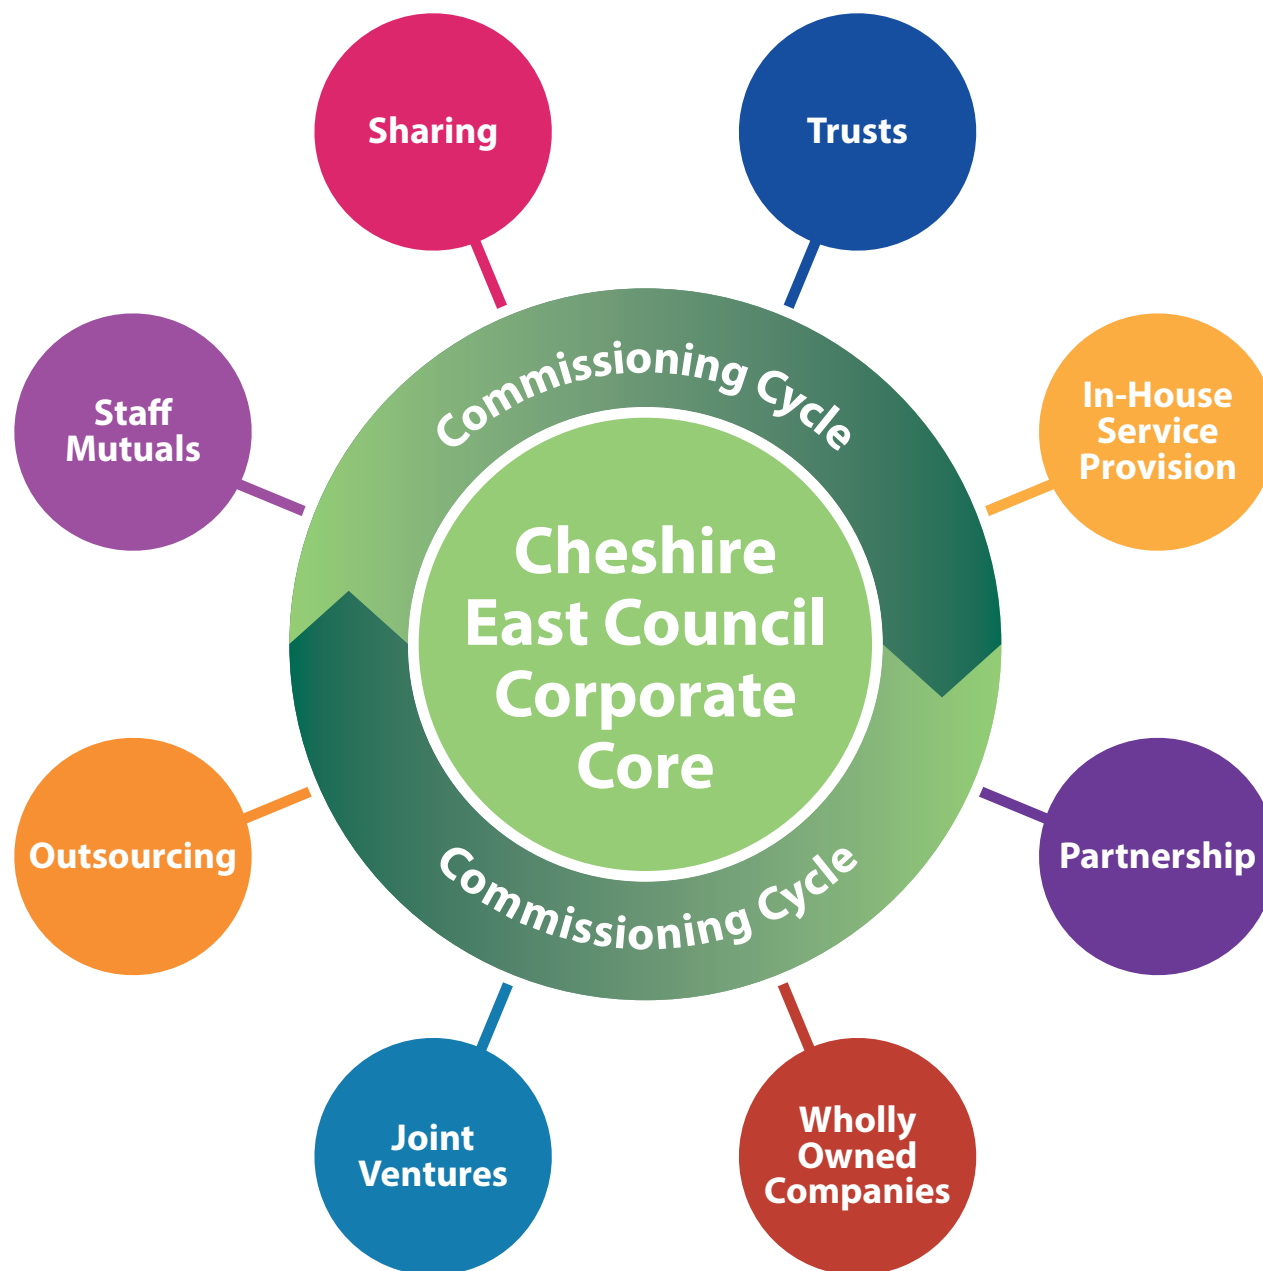 Sharing
Trusts
Staff
Mutuals
In-House
Service
Provision
Commissioning Cycle
Cheshire
East Council
Corporate
Core
Commissioning Cycle
Outsourcing
Partnership
Joint
Ventures
Wholly
Owned
Companies